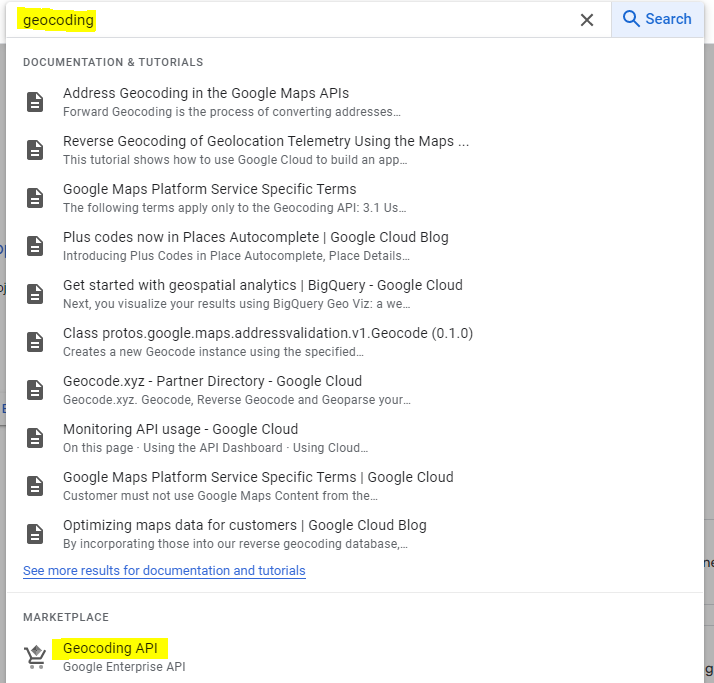 geocoding
Search
DOCUMENTATION & TUTORIALS
Address Geocoding in the Google Maps APIs
Forward Geocoding is the process of converting addresses…
Reverse Geocoding of Geolocation Telemetry Using the Maps ...
This tutorial shows how to use Google Cloud to build an app…
Google Maps Platform Service Specific Terms
The following terms apply only to the Geocoding API: 3.1 Us…
Plus codes now in Places Autocomplete | Google Cloud Blog
Introducing Plus Codes in Place Autocomplete, Place Details…
Get started with geospatial analytics | BigQuery - Google Cloud
Next, you visualize your results using BigQuery Geo Viz: a we…
Class protos.google.maps.addressvalidation.v1.Geocode (0.1.0)
Creates a new Geocode instance using the specified…
Geocode.xyz - Partner Directory - Google Cloud
Geocode.xyz. Geocode, Reverse Geocode and Geoparse your…
Monitoring API usage - Google Cloud
On this page · Using the API Dashboard · Using Cloud…
Google Maps Platform Service Specific Terms | Google Cloud
Customer must not use Google Maps Content from the…
Optimizing maps data for customers | Google Cloud Blog
By incorporating those into our reverse geocoding database,…
See more results for documentation and tutorials
MARKETPLACE
Geocoding API
Google Enterprise API